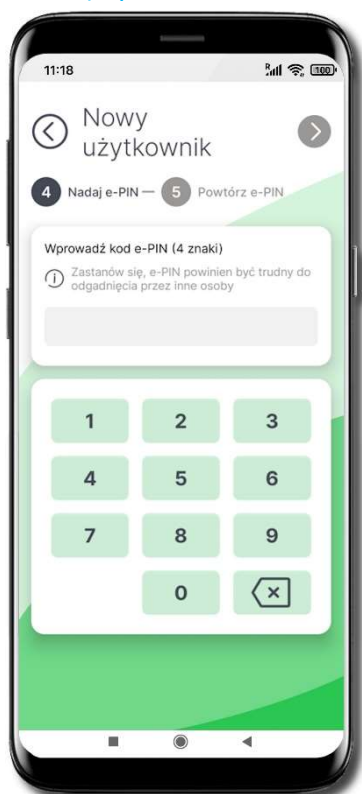 11:18
R
100
Nowy
użytkownik
4 Nadaj e-PIN — 5 Powtórz e-PIN
Wprowadź kod e-PIN (4 znaki)
Zastanów się, e-PIN powinien być trudny do
odgadnięcia przez inne osoby
1 2 3
4 5 6
7 8 9
0